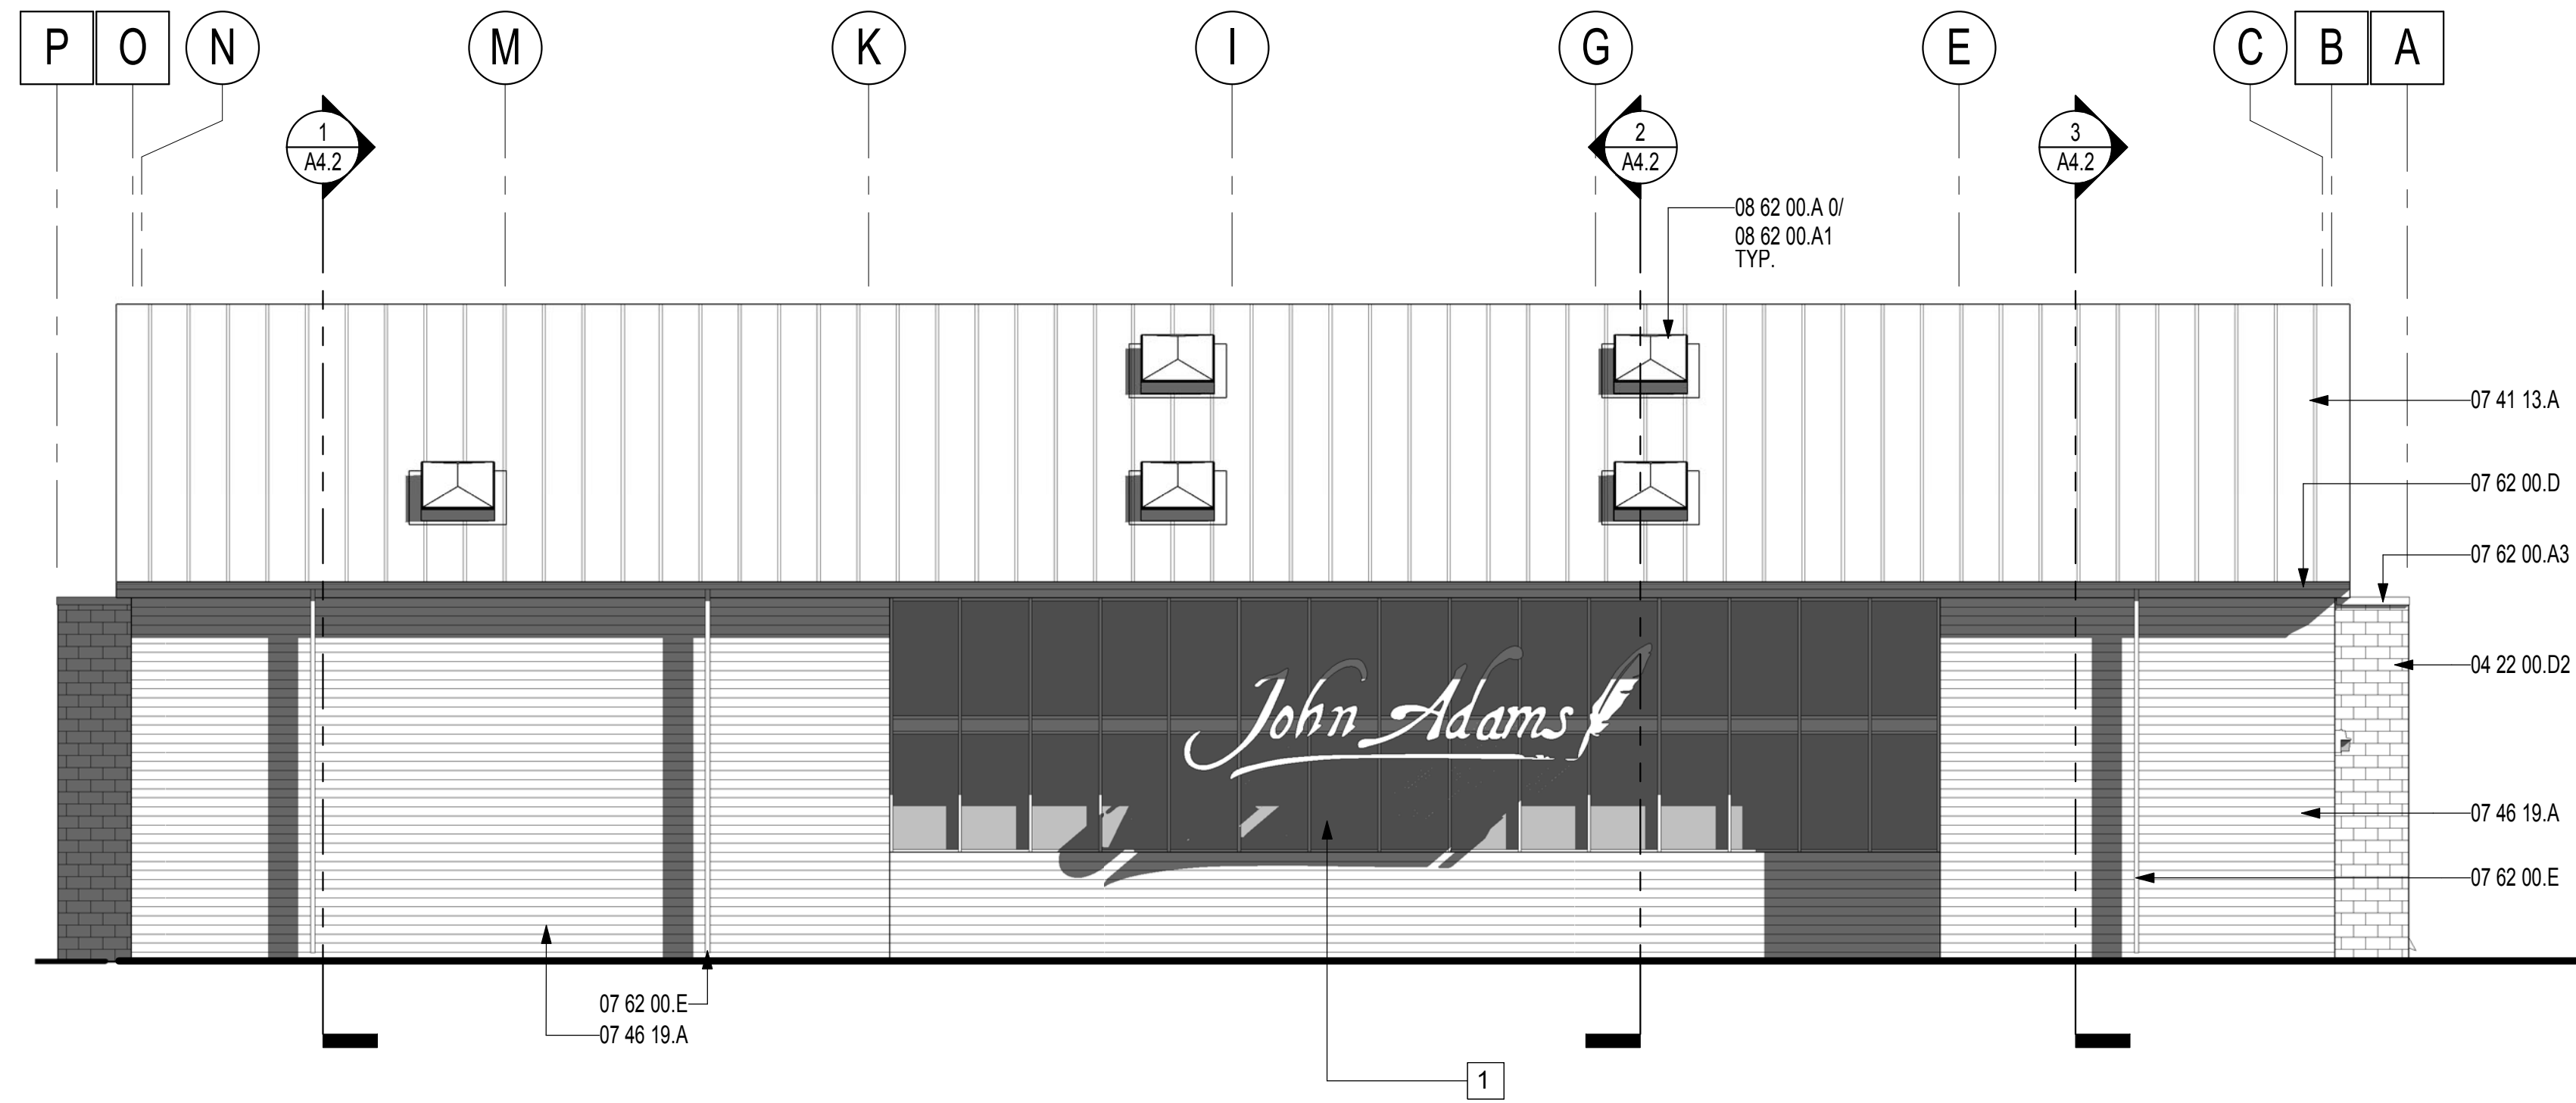 P O N M K I G E C B A
1
A4.2
2
A4.2
3
A4.2
08 62 00.A 0/
08 62 00.A1
TYP.
07 41 13.A
07 62 00.D
07 62 00.A3
04 22 00.D2
John Adams
07 46 19.A
07 62 00.E
07 62 00.E
07 46 19.A
1